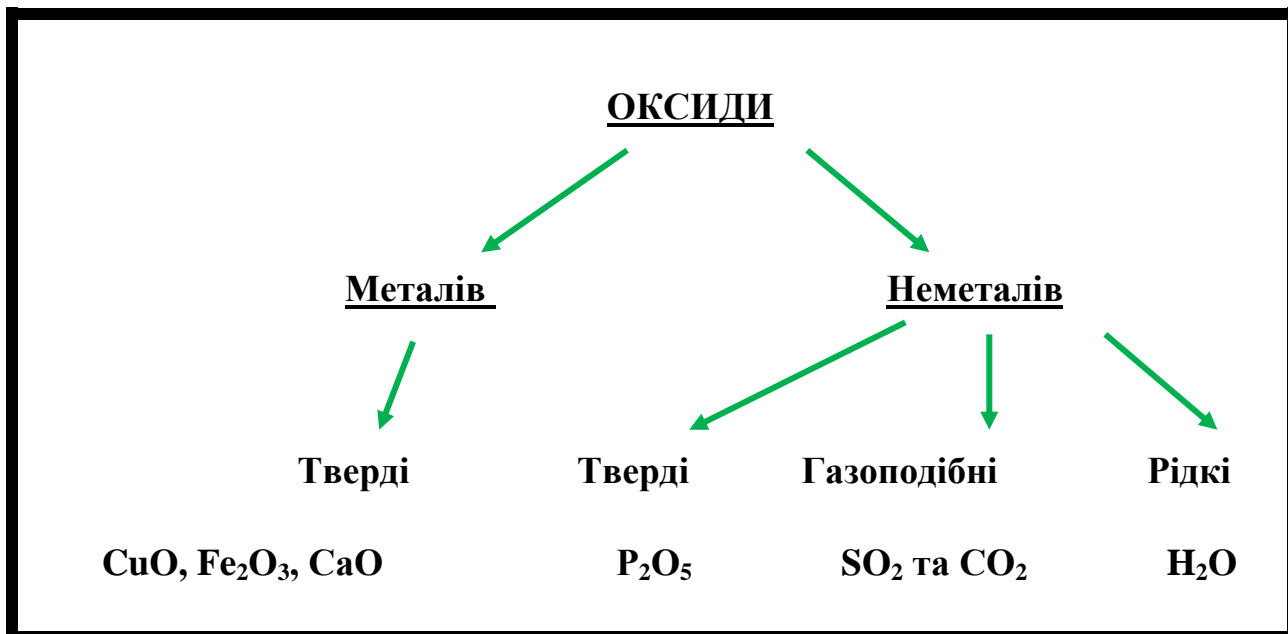 ОКСИДИ
Металів Неметалів
Тверді Тверді Газоподібні Рідкі
CuO, Fe₂O₃, CaO P₂O₅ SO₂ та CO₂ H₂O